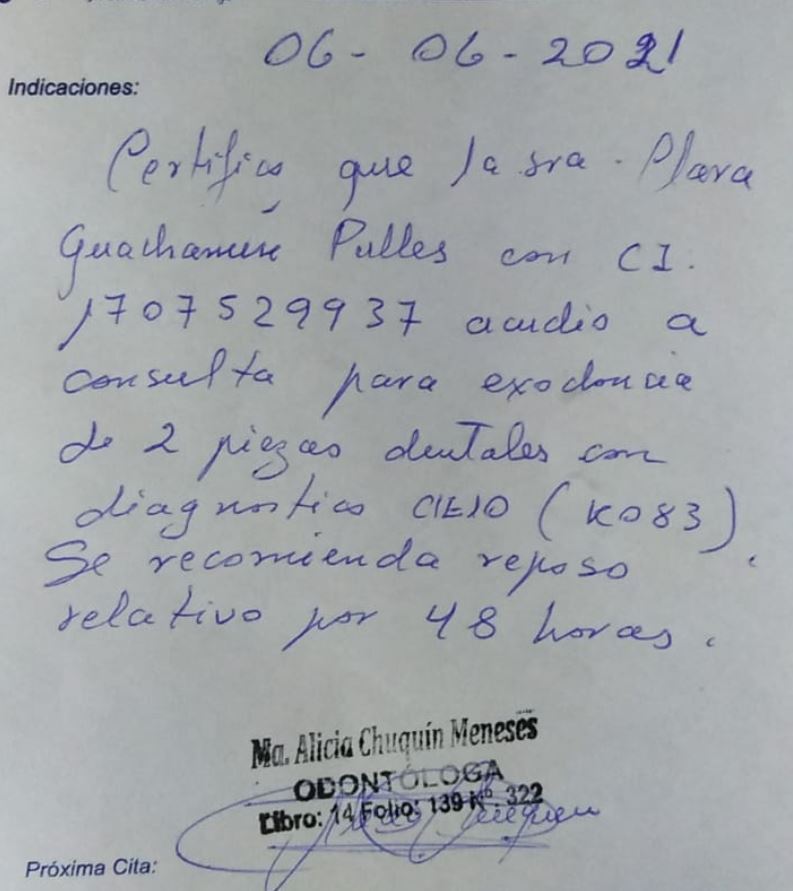 06-06-2021
Indicaciones:
Certifico que la sra. Clara
Guachamin Pulles con CI.
1707529937 acudio a
consulta para exodoncia
de 2 piezas dentales con
diagnostico CIE10 (K083).
Se recomienda reposo
relativo por 48 horas.
Ma. Alicia Chuquín Meneses
ODONTÓLOGA
Libro: 14 Folio: 139 Nº. 322
Próxima Cita: